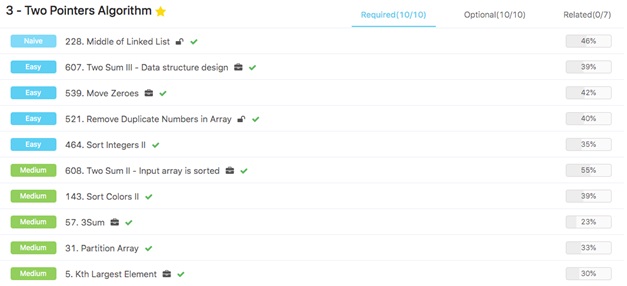 3 - Two Pointers Algorithm Required(10/10) Optional(10/10) Related(0/7)
Naive 228. Middle of Linked List 46%
Easy 607. Two Sum III - Data structure design 39%
Easy 539. Move Zeroes 42%
Easy 521. Remove Duplicate Numbers in Array 40%
Easy 464. Sort Integers II 35%
Medium 608. Two Sum II - Input array is sorted 55%
Medium 143. Sort Colors II 39%
Medium 57. 3Sum 23%
Medium 31. Partition Array 33%
Medium 5. Kth Largest Element 30%